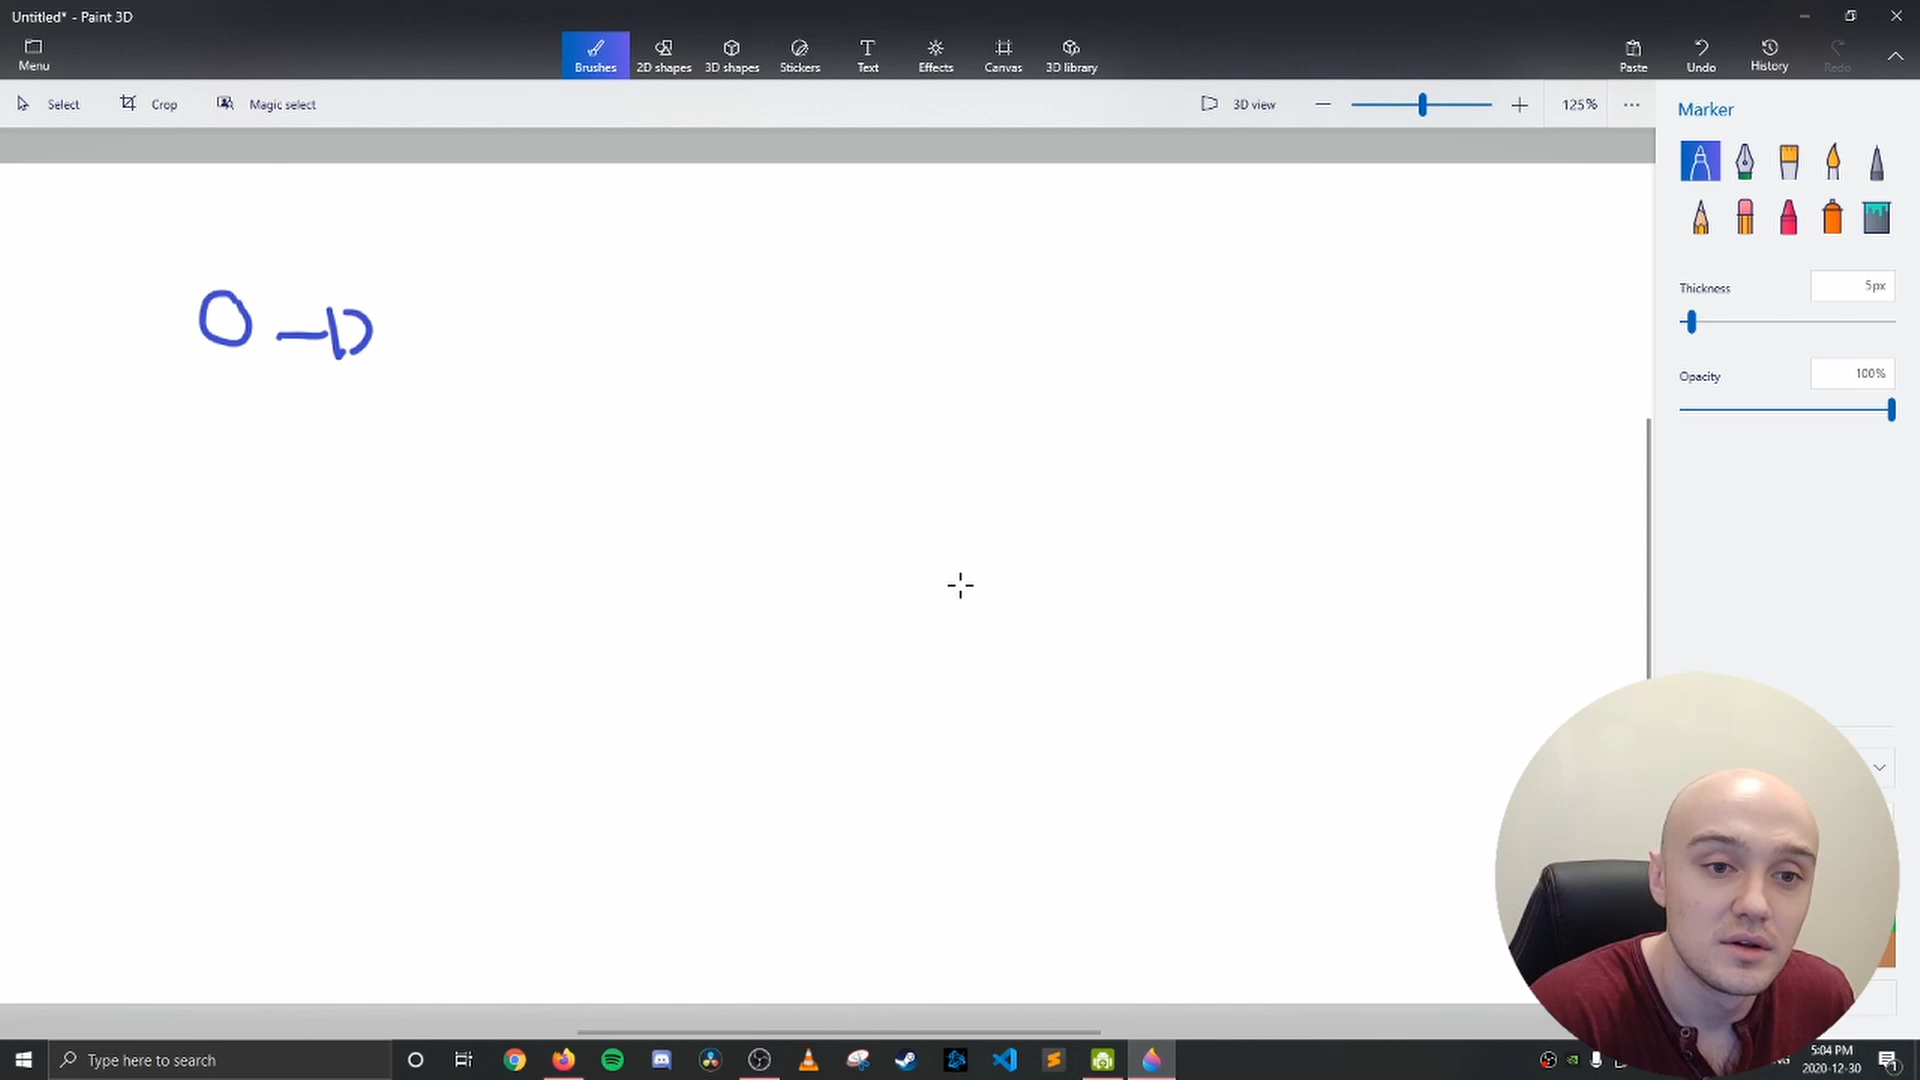 Untitled* - Paint 3D
Menu
Brushes
2D shapes
3D shapes
Stickers
Text
Effects
Canvas
3D library
Paste
Undo
History
Redo
Select
Crop
Magic select
3D view
125%
Marker
Thickness
5px
Opacity
100%
O -D
Type here to search
5:04 PM
2020-12-30